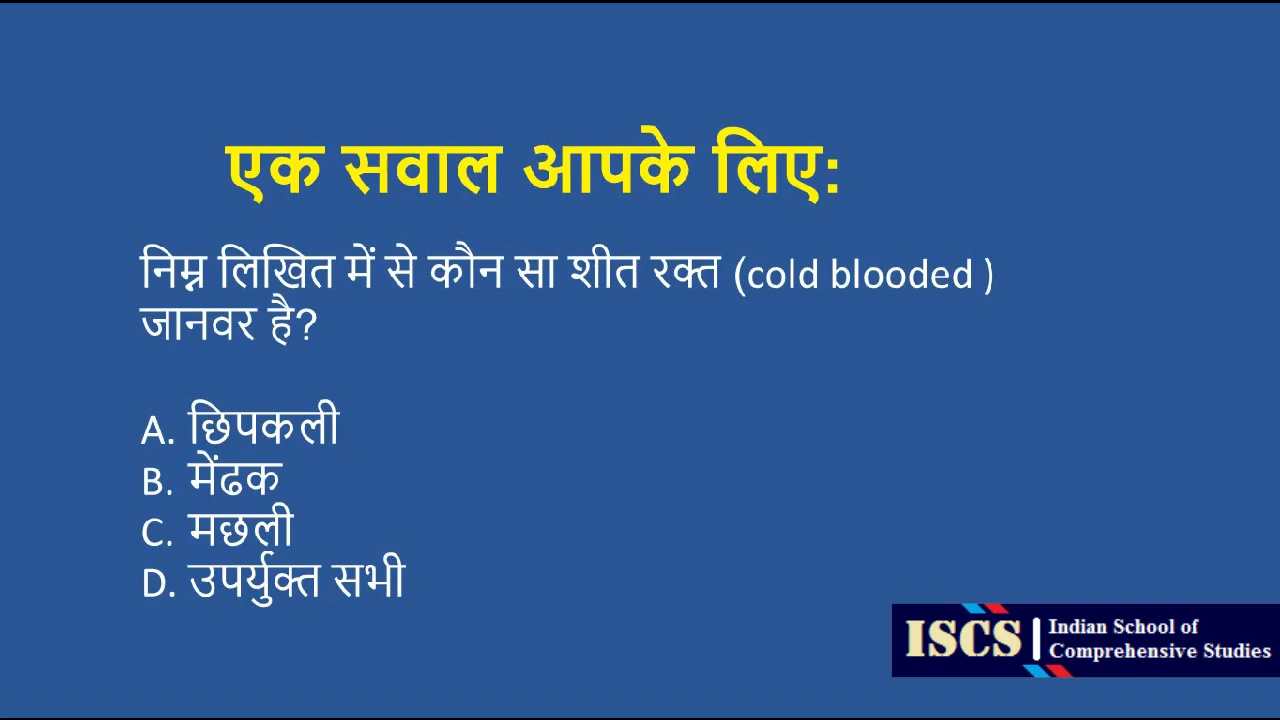 एक सवाल आपके लिए:
निम्न लिखित में से कौन सा शीत रक्त (cold blooded )
जानवर है?
A. छिपकली
B. मेंढक
C. मछली
D. उपर्युक्त सभी
ISCS
Indian School of
Comprehensive Studies